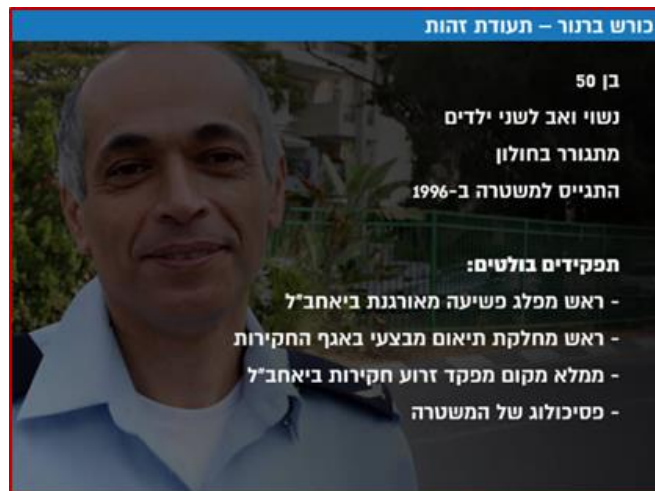 כורש ברנור – תעודת זהות
בן 50
נשוי ואב לשני ילדים
מתגורר בחולון
התגייס למשטרה ב-1996
תפקידים בולטים:
- ראש מפלג פשיעה מאורגנת ביאחב"ל
- ראש מחלקת תיאום מבצעי באגף החקירות
- ממלא מקום מפקד זרוע חקירות ביאחב"ל
- פסיכולוג של המשטרה